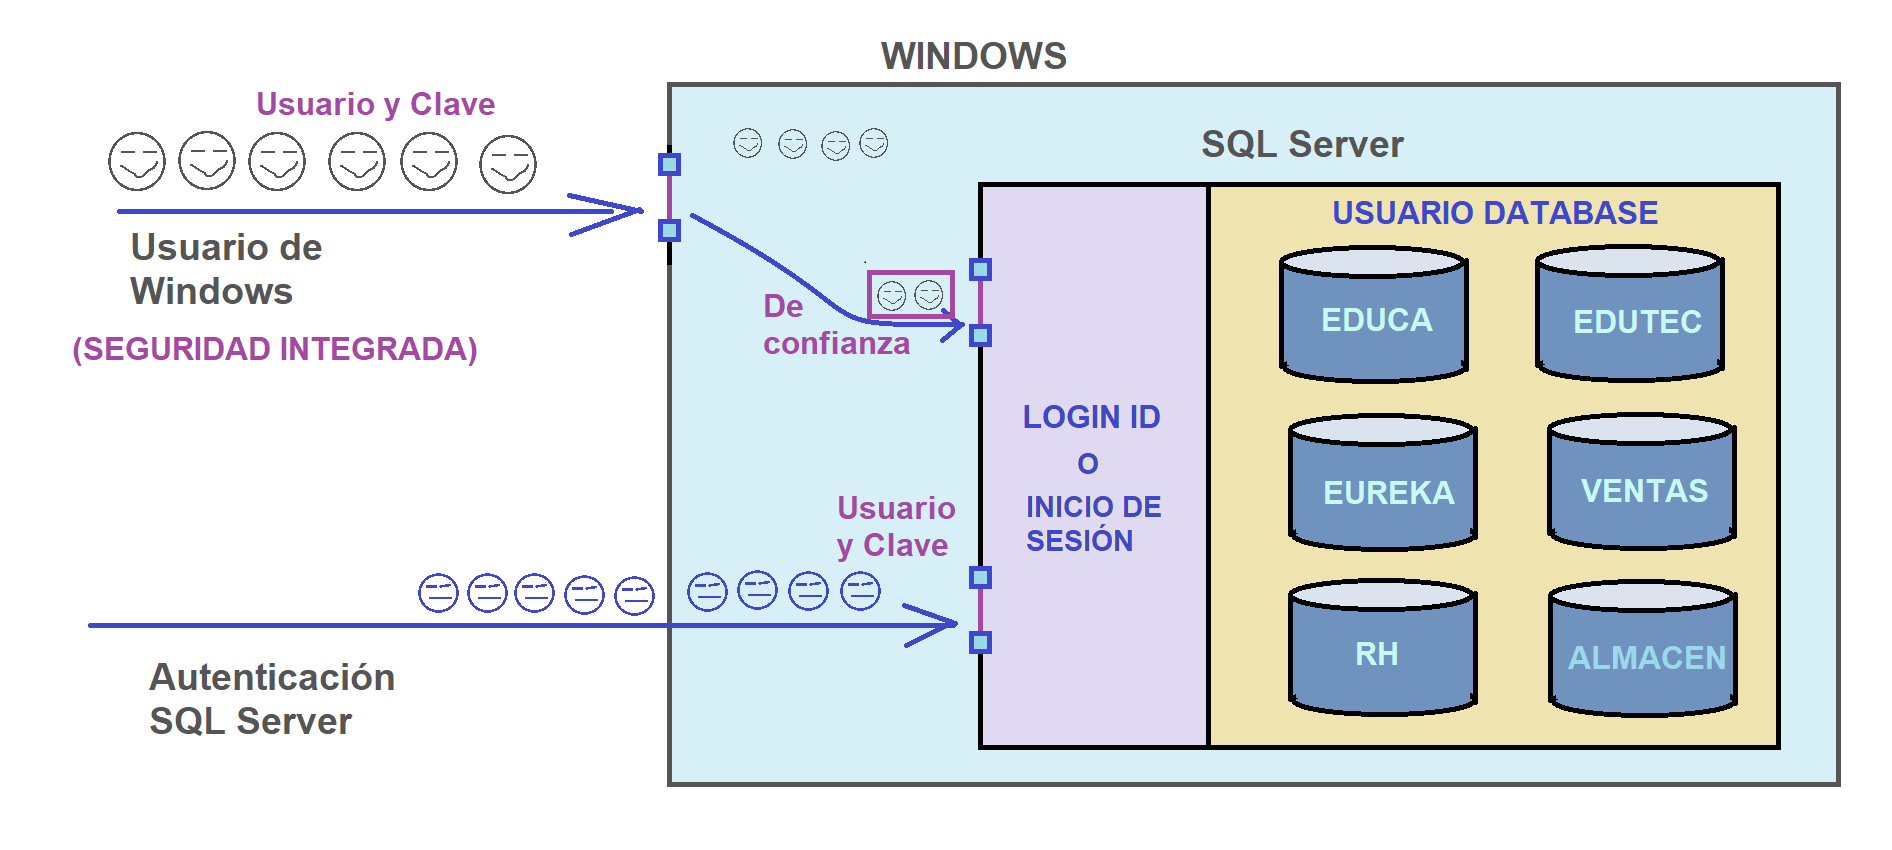 WINDOWS
Usuario y Clave
SQL Server
USUARIO DATABASE
Usuario de
Windows
(SEGURIDAD INTEGRADA)
De
confianza
EDUCA
EDUTEC
LOGIN ID
O
INICIO DE
SESIÓN
EUREKA
VENTAS
Usuario
y Clave
RH
ALMACEN
Autenticación
SQL Server